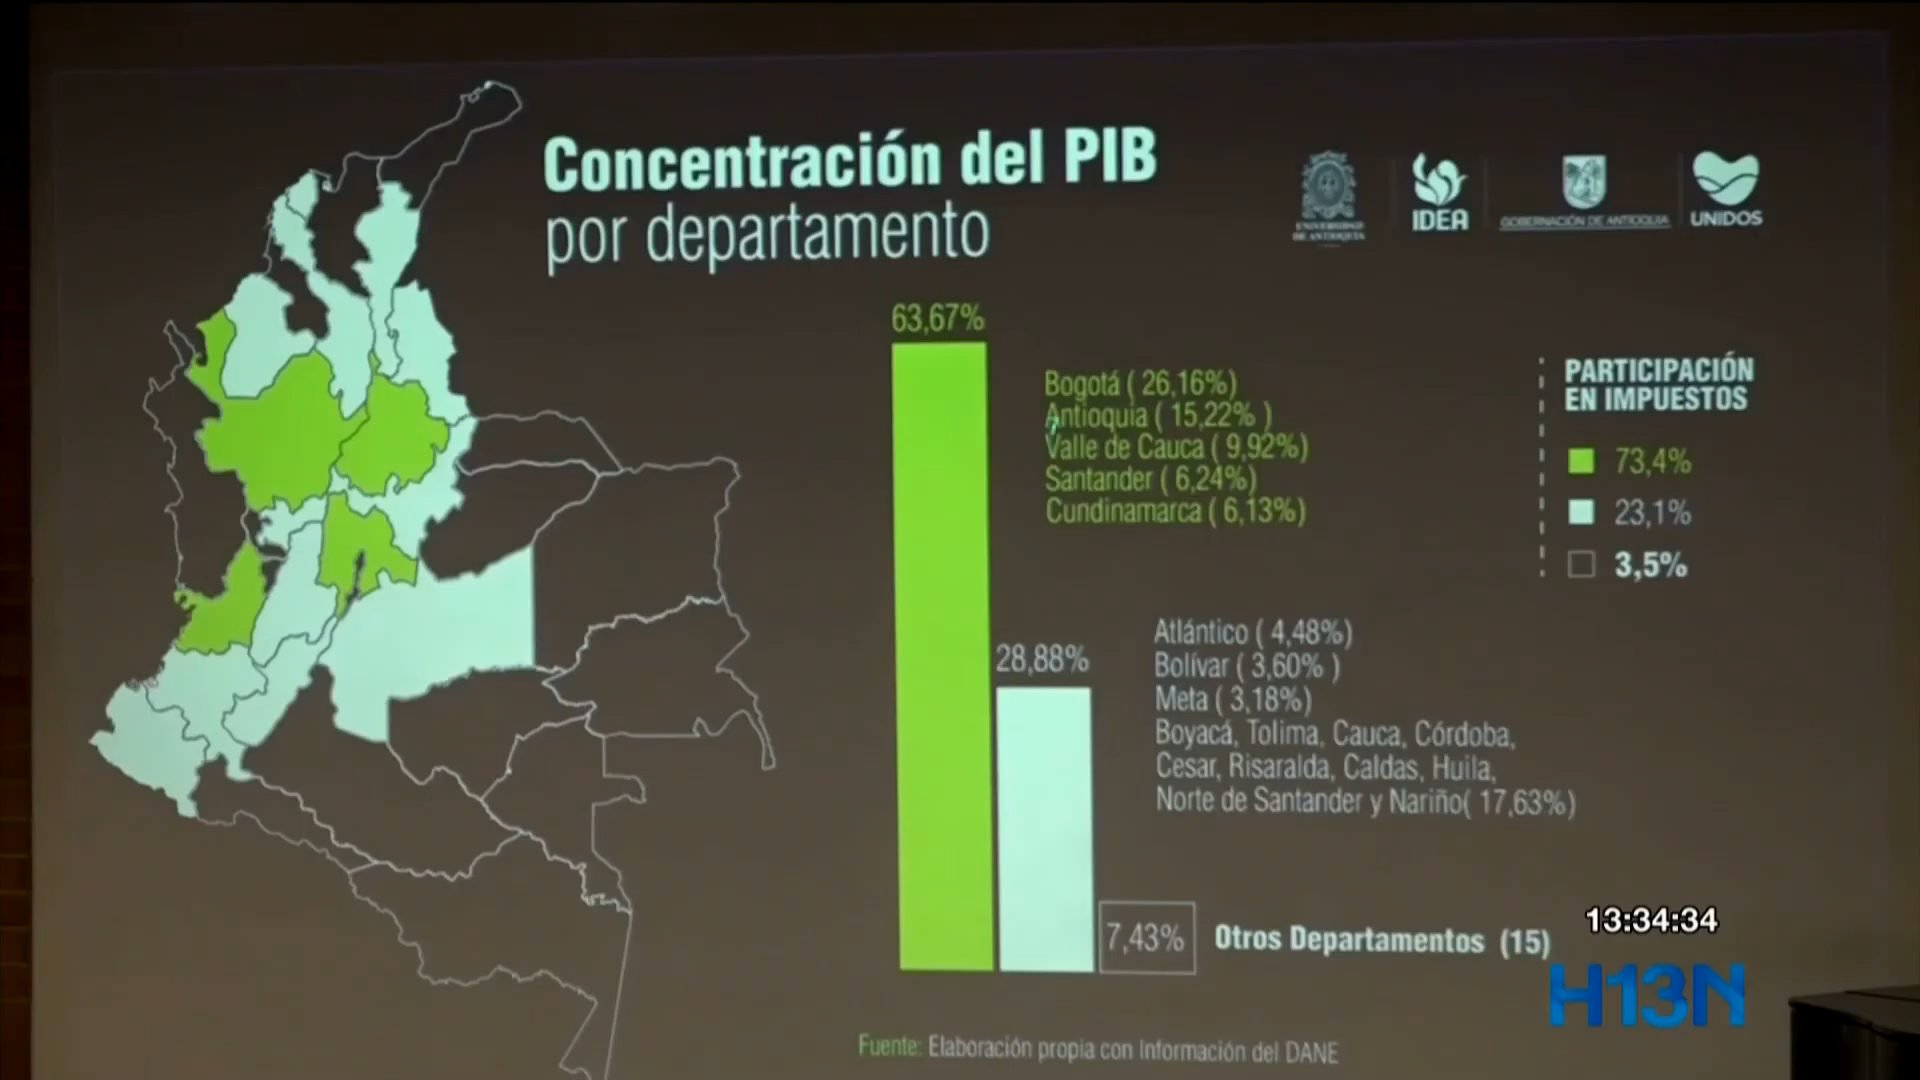 Concentración del PIB
por departamento
UNIVERSIDAD
DE ANTIOQUIA
IDEA
GOBERNACIÓN DE ANTIOQUIA
UNIDOS
63,67%
Bogotá ( 26,16%)
Antioquia ( 15,22% )
Valle de Cauca ( 9,92%)
Santander ( 6,24%)
Cundinamarca ( 6,13%)
PARTICIPACIÓN
EN IMPUESTOS
73,4%
23,1%
3,5%
28,88%
Atlántico ( 4,48%)
Bolívar ( 3,60% )
Meta ( 3,18%)
Boyacá, Tolima, Cauca, Córdoba,
Cesar, Risaralda, Caldas, Huila,
Norte de Santander y Nariño( 17,63%)
7,43%
Otros Departamentos (15)
13:34:34
H13N
Fuente: Elaboración propia con Información del DANE